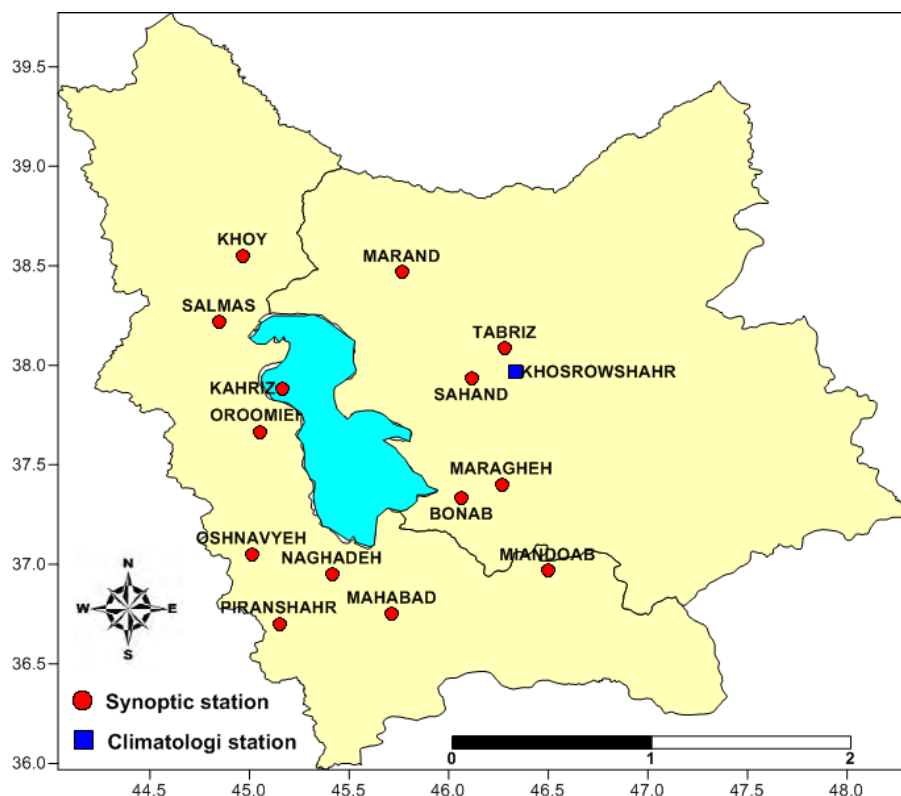 39.5
39.0
KHOY
MARAND
38.5
SALMAS
TABRIZ
38.0
KHOSROWSHAHR
KAHRIZ
SAHAND
OROOMIEH
37.5
MARAGHEH
BONAB
OSHNAVYEH
MIANDOAB
NAGHADEH
37.0
N
W
E
S
PIRANSHAHR
MAHABAD
36.5
Synoptic station
Climatologi station
36.0
0
1
2
44.5 45.0 45.5 46.0 46.5 47.0 47.5 48.0